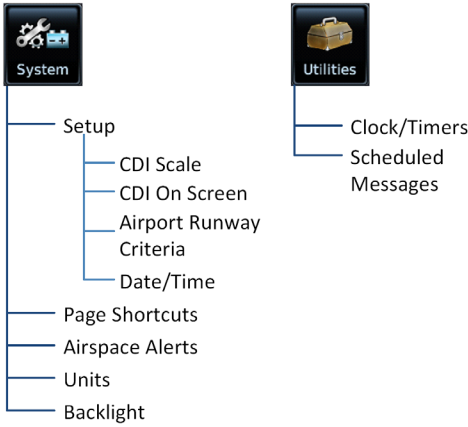 System
Setup
CDI Scale
CDI On Screen
Airport Runway
Criteria
Date/Time
Page Shortcuts
Airspace Alerts
Units
Backlight
Utilities
Clock/Timers
Scheduled
Messages